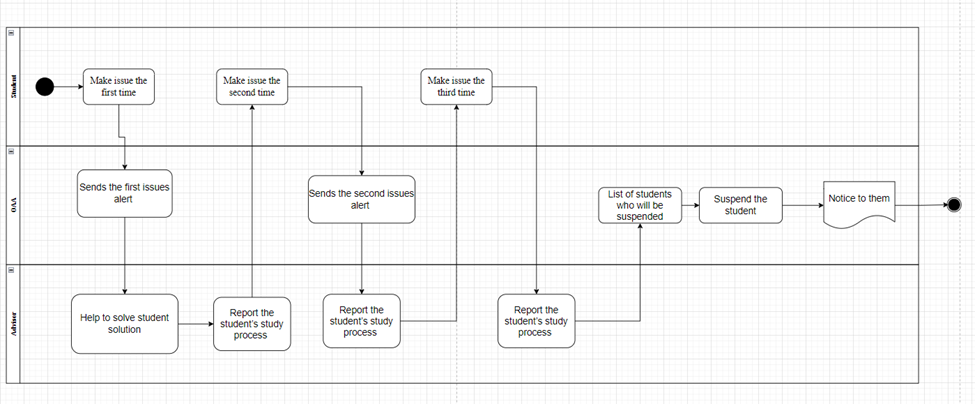 Student
Make issue the
first time
Make issue the
second time
Make issue the
third time
OAA
Sends the first issues
alert
Sends the second issues
alert
List of students
who will be
suspended
Suspend the
student
Notice to them
Adviser
Help to solve student
solution
Report the
student's study
process
Report the
student's study
process
Report the
student's study
process